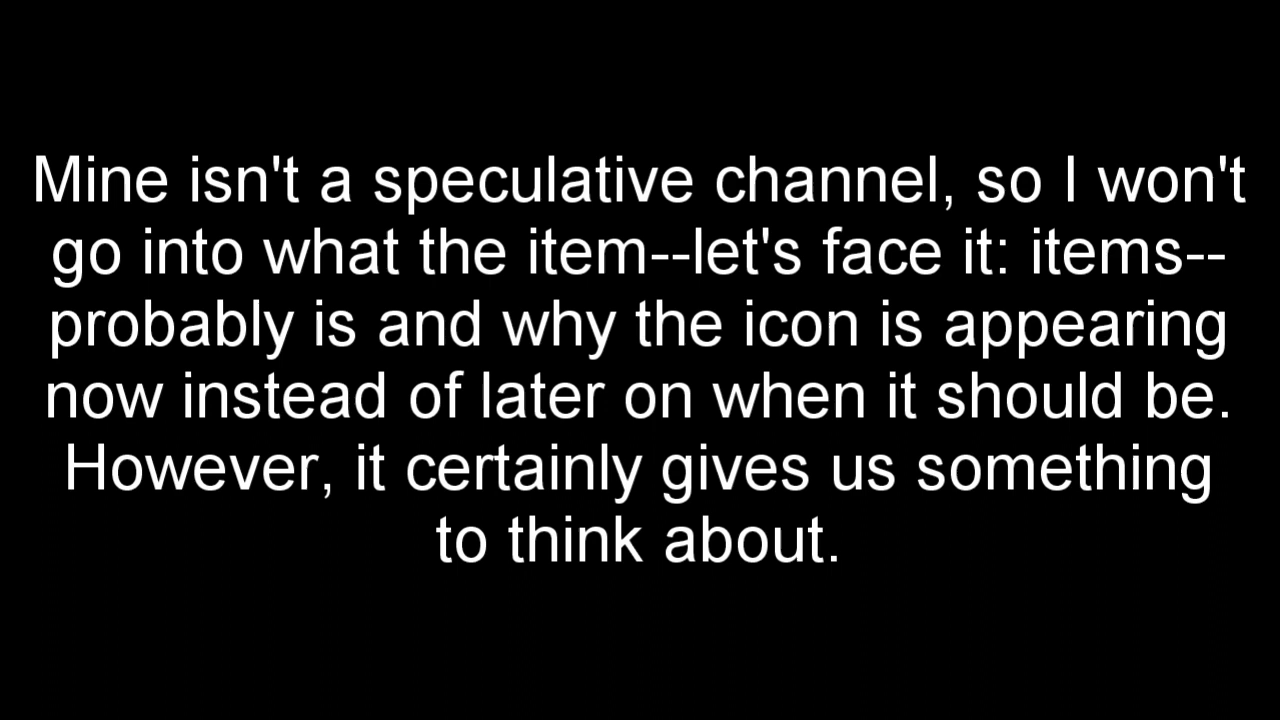 Mine isn't a speculative channel, so I won't
go into what the item--let's face it: items--
probably is and why the icon is appearing
now instead of later on when it should be.
However, it certainly gives us something
to think about.